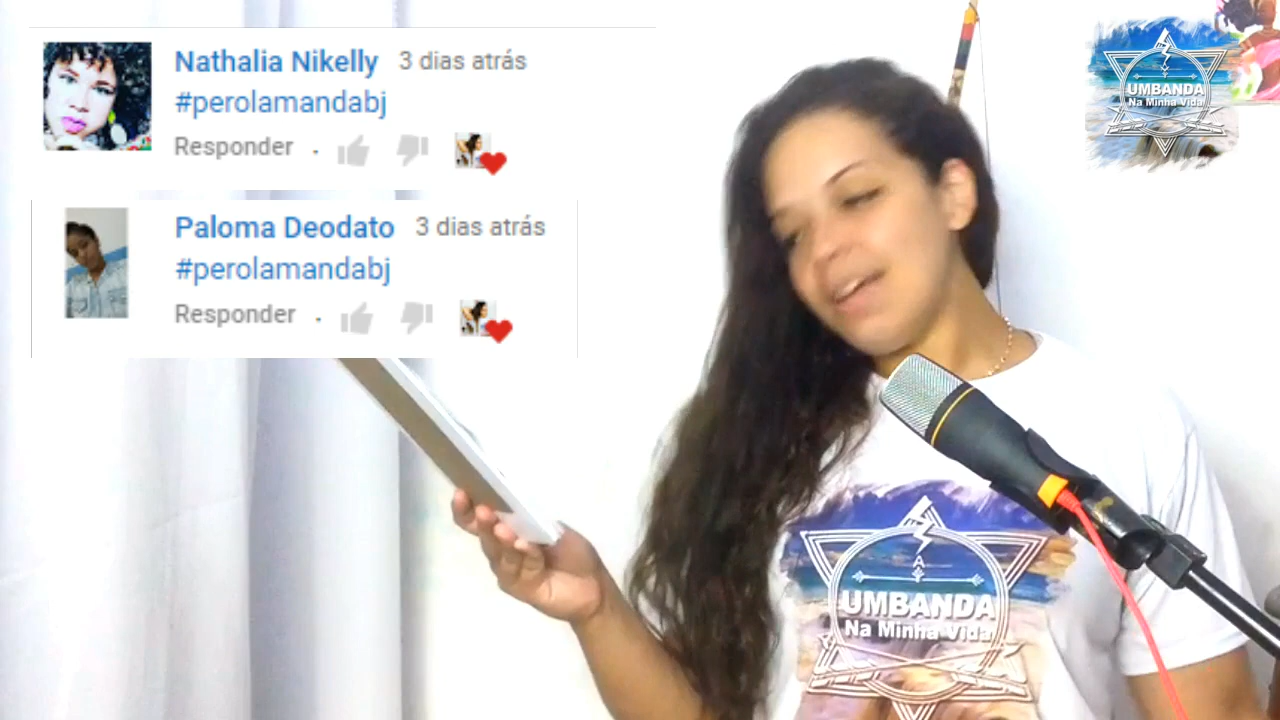 Nathalia Nikelly 3 dias atrás
#perolamandabj
Responder
Paloma Deodato 3 dias atrás
#perolamandabj
Responder
UMBANDA
Na Minha Vida
A
UMBANDA
Na Minha Vida